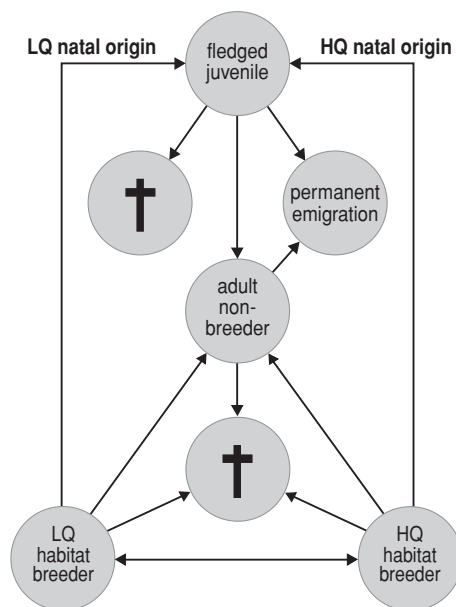 LQ natal origin
HQ natal origin
fledged
juvenile
permanent
emigration
adult
non-
breeder
LQ
habitat
breeder
HQ
habitat
breeder